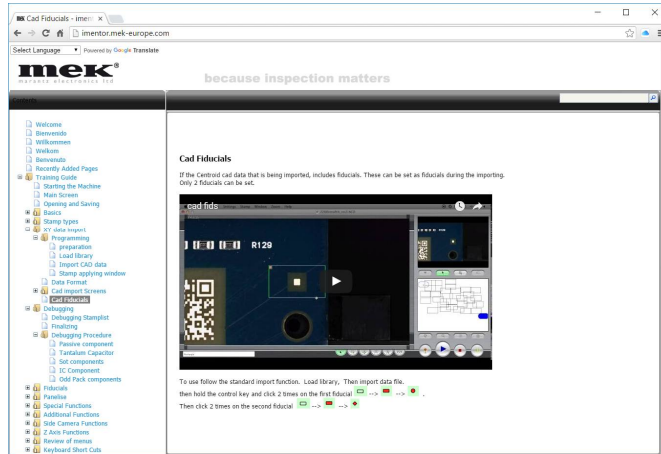 Cad Fiducials - iment
imentor.mek-europe.com
Select Language
Powered by Google Translate
mek®
marantz electronics ltd
because inspection matters
Contents
Welcome
Bienvenido
Willkommen
Welkom
Benvenuto
Recently Added Pages
Training Guide
Starting the Machine
Main Screen
Opening and Saving
Basics
Stamp types
XY data import
Programming
preparation
Load library
Import CAD data
Stamp applying window
Data Format
Cad import Screens
Cad Fiducials
Debugging
Debugging Stamplist
Finalizing
Debugging Procedure
Passive component
Tantalum Capacitor
Sot components
IC Component
Odd Pack components
Fiducials
Panelise
Special Functions
Additional Functions
Side Camera Functions
Z Axis Functions
Review of menus
Keyboard Short Cuts
Cad Fiducials
If the Centroid cad data that is being imported, includes fiducials. These can be set as fiducials during the importing.
Only 2 fiducials can be set.
cad fids
R129
To use follow the standard import function. Load library, Then import data file.
then hold the control key and click 2 times on the first fiducial --> --> .
Then click 2 times on the second fiducial --> -->